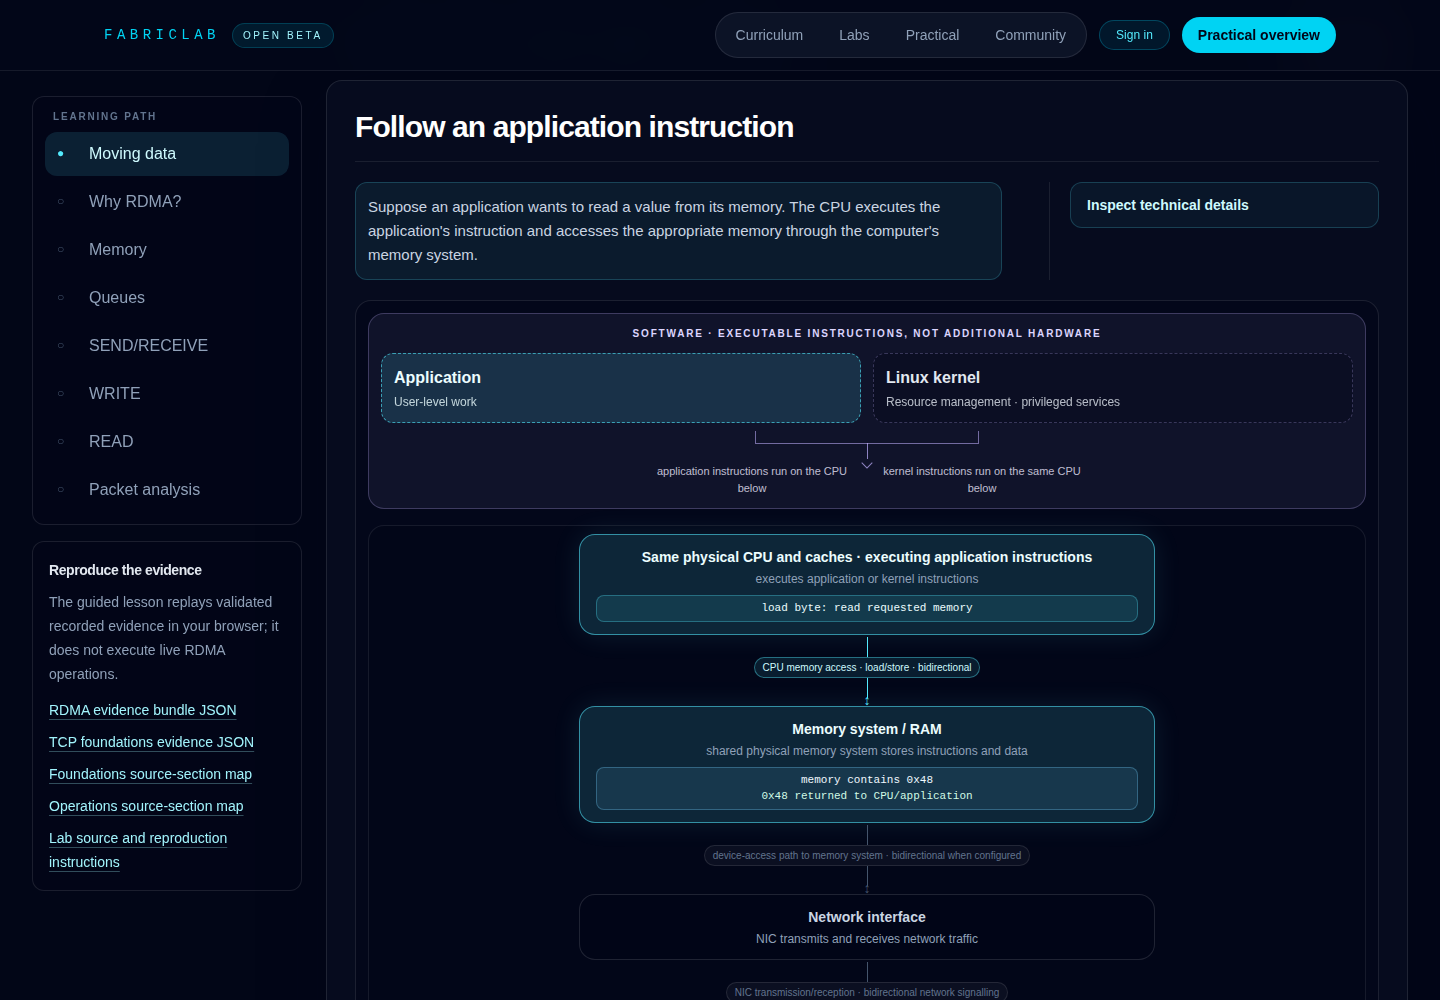 FABRICLAB
OPEN BETA
Curriculum
Labs
Practical
Community
Sign in
Practical overview
LEARNING PATH
Moving data
Why RDMA?
Memory
Queues
SEND/RECEIVE
WRITE
READ
Packet analysis
Reproduce the evidence
The guided lesson replays validated
recorded evidence in your browser; it
does not execute live RDMA
operations.
RDMA evidence bundle JSON
TCP foundations evidence JSON
Foundations source-section map
Operations source-section map
Lab source and reproduction
instructions
Follow an application instruction
Suppose an application wants to read a value from its memory. The CPU executes the
application's instruction and accesses the appropriate memory through the computer's
memory system.
Inspect technical details
SOFTWARE · EXECUTABLE INSTRUCTIONS, NOT ADDITIONAL HARDWARE
Application
User-level work
Linux kernel
Resource management · privileged services
application instructions run on the CPU
below
kernel instructions run on the same CPU
below
Same physical CPU and caches · executing application instructions
executes application or kernel instructions
load byte: read requested memory
CPU memory access · load/store · bidirectional
Memory system / RAM
shared physical memory system stores instructions and data
memory contains 0x48
0x48 returned to CPU/application
device-access path to memory system · bidirectional when configured
Network interface
NIC transmits and receives network traffic
NIC transmission/reception · bidirectional network signalling